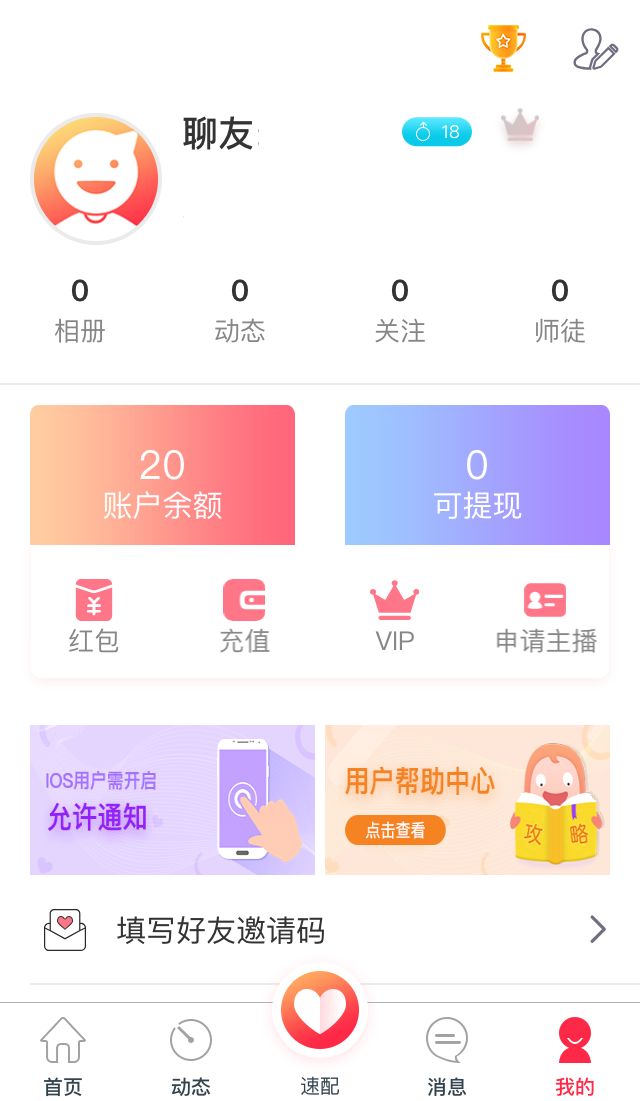 聊友
18
0
0
0
0
相册
动态
关注
师徒
20
账户余额
0
可提现
红包
充值
VIP
申请主播
IOS用户需开启
允许通知
用户帮助中心
点击查看
攻略
填写好友邀请码
首页
动态
速配
消息
我的